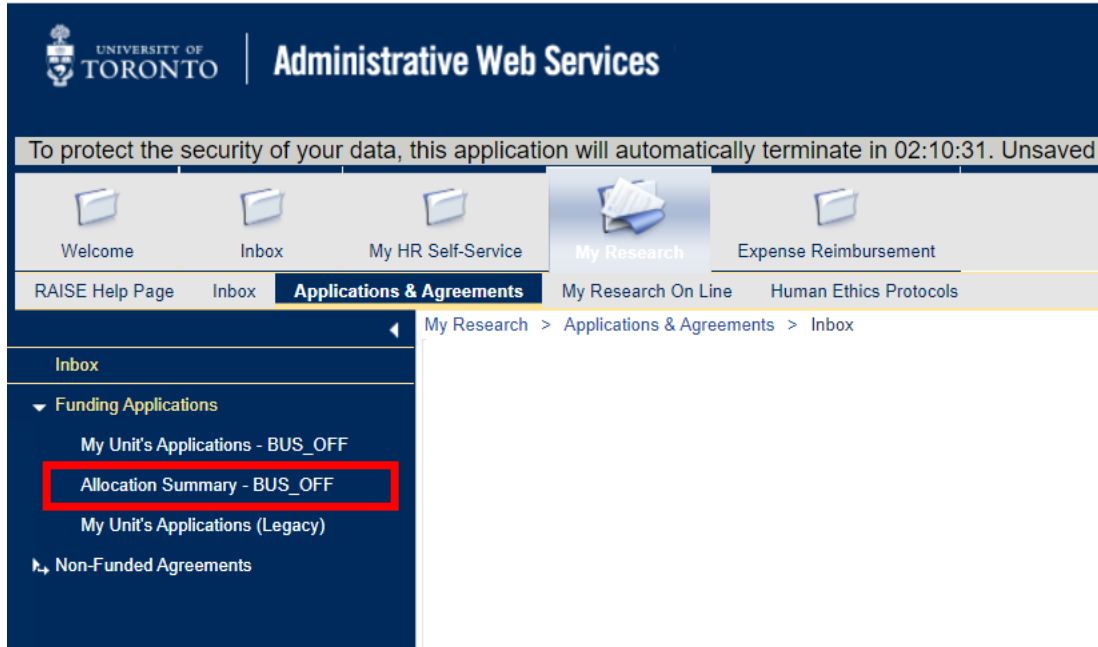 UNIVERSITY OF
TORONTO
Administrative Web Services
To protect the security of your data, this application will automatically terminate in 02:10:31. Unsaved
Welcome
Inbox
My HR Self-Service
My Research
Expense Reimbursement
RAISE Help Page
Inbox
Applications & Agreements
My Research On Line
Human Ethics Protocols
My Research > Applications & Agreements > Inbox
Inbox
Funding Applications
My Unit's Applications - BUS_OFF
Allocation Summary - BUS_OFF
My Unit's Applications (Legacy)
Non-Funded Agreements